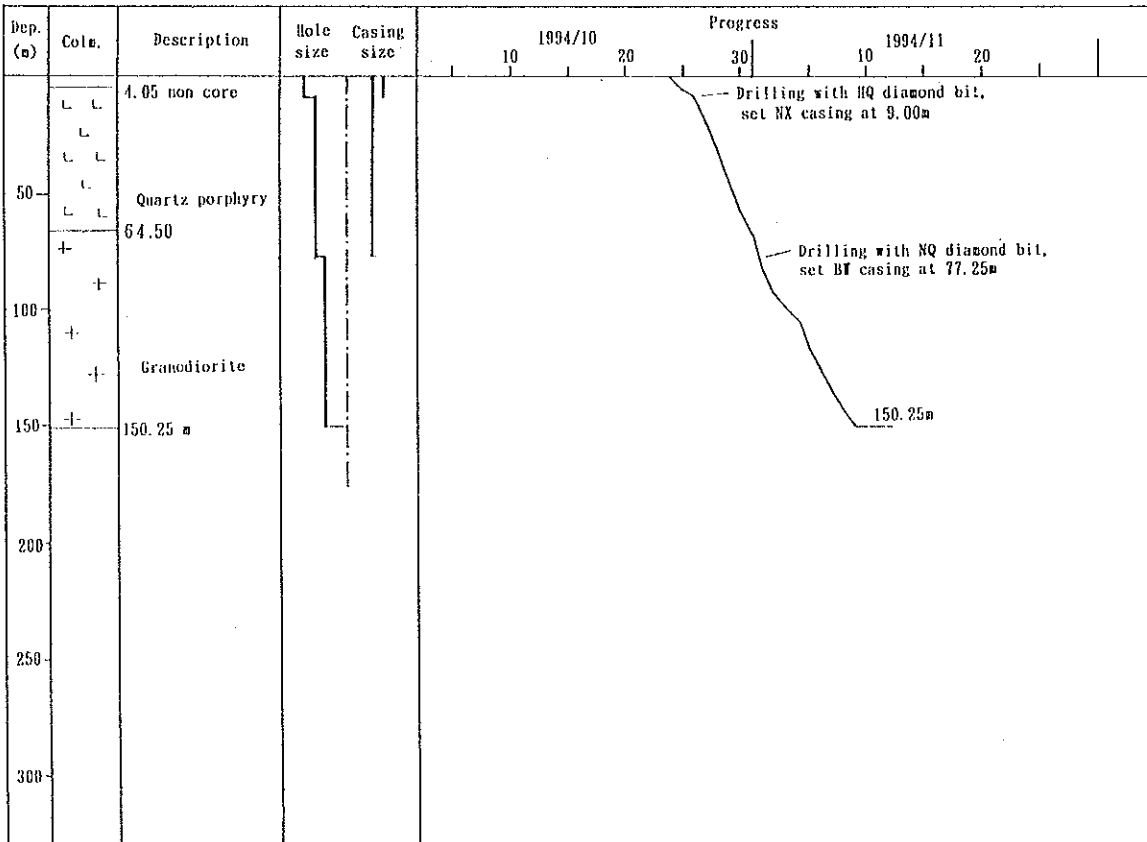 Dep. (m)
Colm.
Description
Hole size
Casing size
Progress
1994/10
1994/11
10
20
30
10
20
4.05 non core
Drilling with HQ diamond bit,
set NX casing at 9.00m
50
Quartz porphyry
64.50
Drilling with NQ diamond bit,
set BW casing at 77.25m
100
Granodiorite
150
150.25 m
150.25m
200
250
300